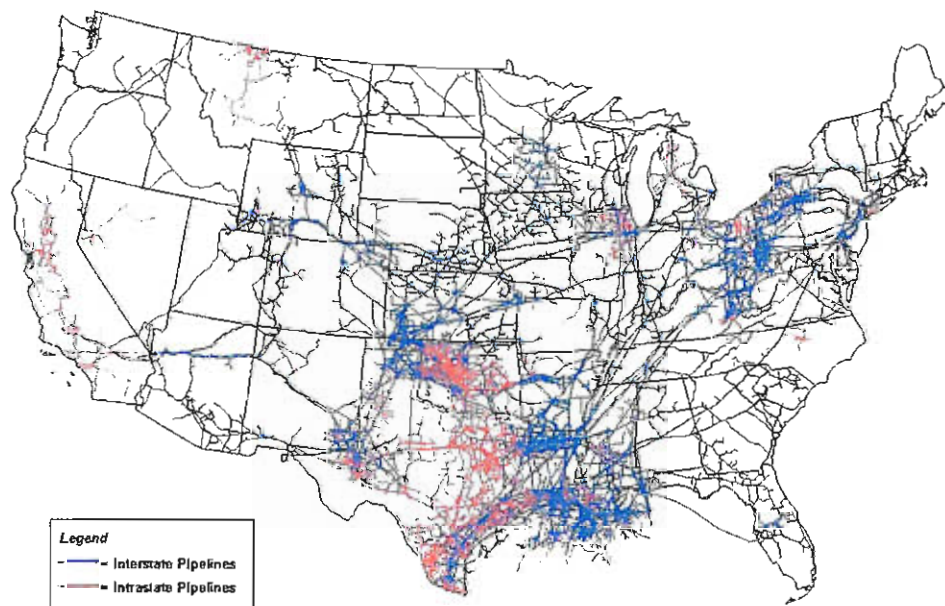 Legend
= Interstate Pipelines
= Intrastate Pipelines